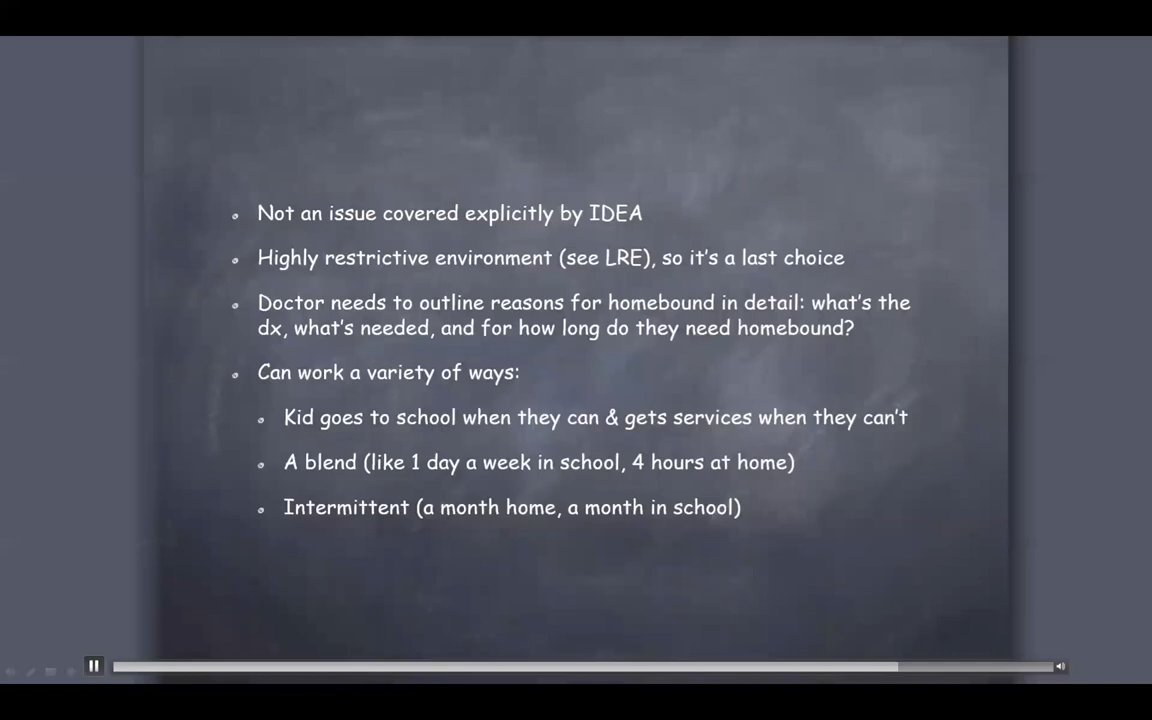 Not an issue covered explicitly by IDEA
Highly restrictive environment (see LRE), so it's a last choice
Doctor needs to outline reasons for homebound in detail: what's the
dx, what's needed, and for how long do they need homebound?
Can work a variety of ways:
Kid goes to school when they can & gets services when they can't
A blend (like 1 day a week in school, 4 hours at home)
Intermittent (a month home, a month in school)